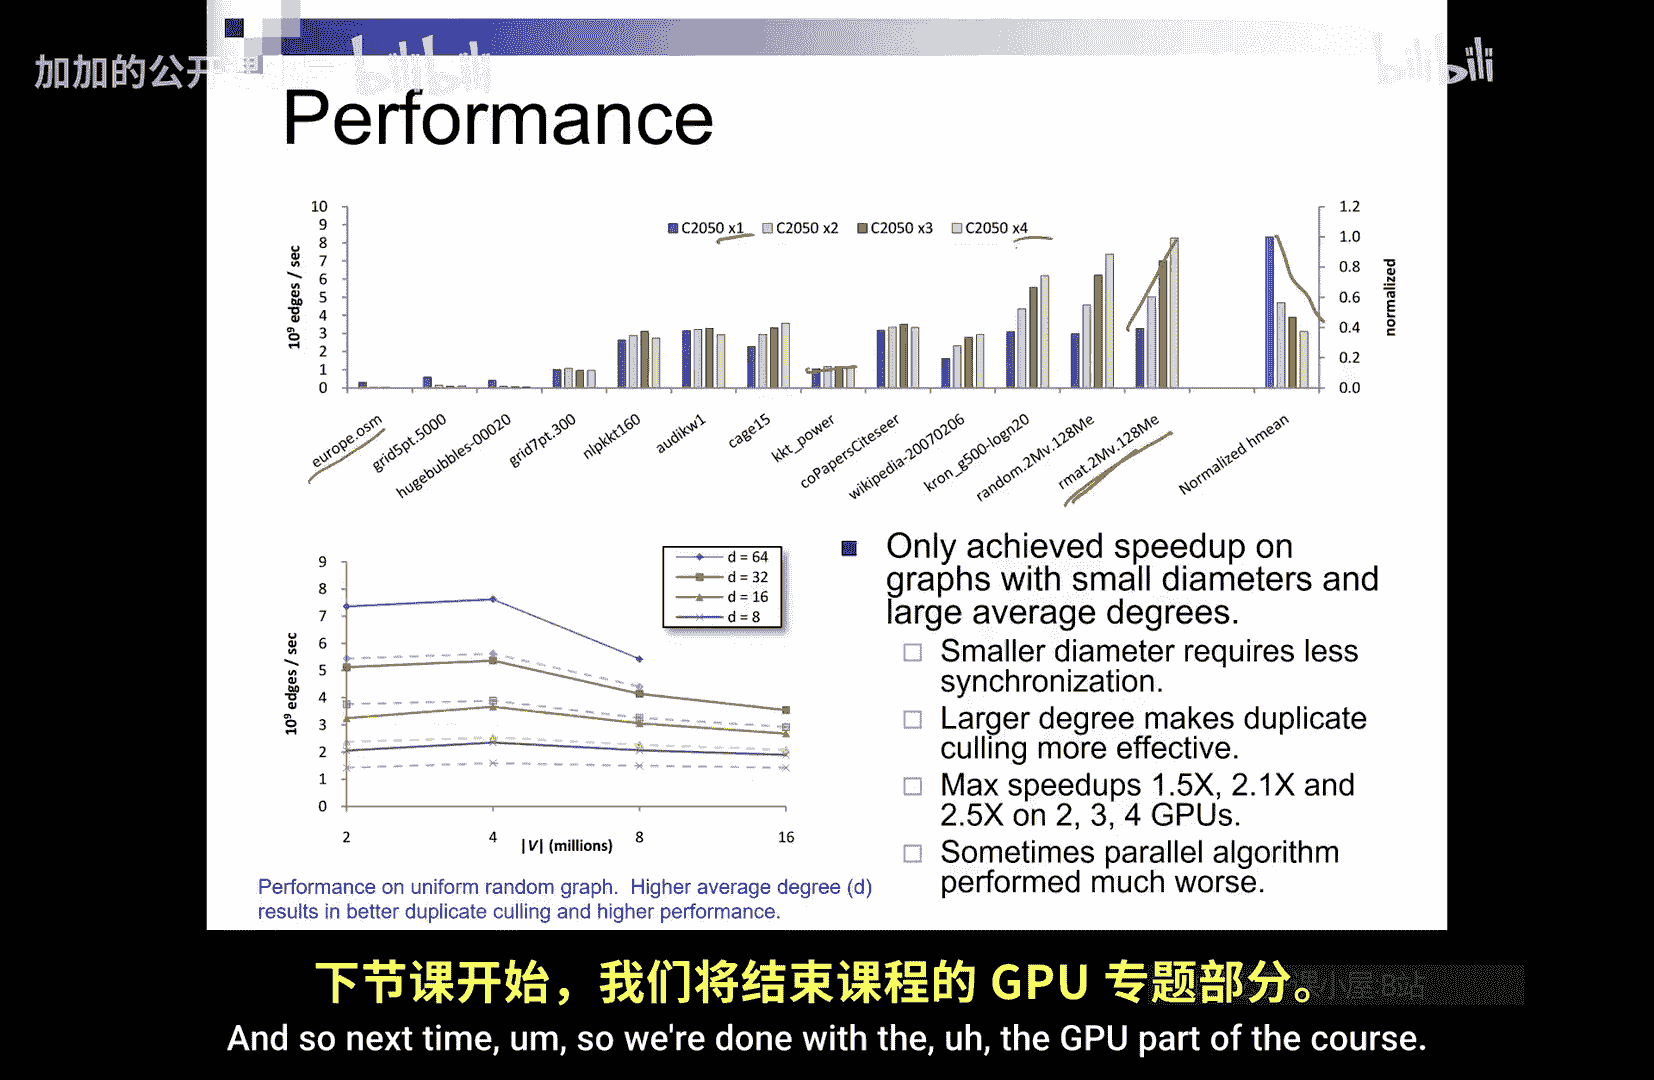 加加的公开
bilibili
bilibili
Performance
10 9 8 7 6 5 4 3 2 1 0
10⁹ edges / sec
C2050 x1 C2050 x2 C2050 x3 C2050 x4
1.2 1.0 0.8 0.6 0.4 0.2 0.0
normalized
europe.osm
grid5pt.5000
hugebubbles-00020
grid7pt.300
nlpkkt160
audikw1
cage15
kkt_power
coPapersCiteseer
wikipedia-20070206
kron_g500-logn20
random.2Mv.128Me
rmat.2Mv.128Me
Normalized hmean
9 8 7 6 5 4 3 2 1 0
10⁹ edges / sec
d = 64
d = 32
d = 16
d = 8
2 4 8 16
|V| (millions)
Performance on uniform random graph. Higher average degree (d)
results in better duplicate culling and higher performance.
Only achieved speedup on
graphs with small diameters and
large average degrees.
Smaller diameter requires less
synchronization.
Larger degree makes duplicate
culling more effective.
Max speedups 1.5X, 2.1X and
2.5X on 2, 3, 4 GPUs.
Sometimes parallel algorithm
performed much worse.
下节课开始，我们将结束课程的 GPU 专题部分。
小屋B站
And so next time, um, so we're done with the, uh, the GPU part of the course.